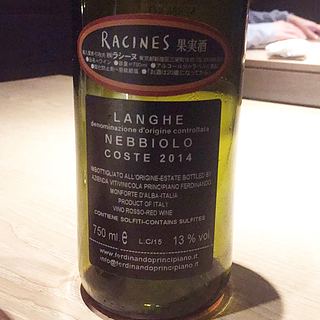 RACINES 果実酒
LANGHE
denominazione d'origine controllata
NEBBIOLO
COSTE 2014
IMBOTTIGLIATO ALL'ORIGINE-ESTATE BOTTLED BY
AZIENDA VITIVINICOLA PRINCIPIANO FERDINANDO
MONFORTE D'ALBA-ITALIA
PRODUCT OF ITALY
VINO ROSSO-RED WINE
CONTIENE SOLFITI-CONTAINS SULFITES
750 ml. e L.C/15 13 % vol
www.ferdinandoprincipiano.it
info@ferdinandoprincipiano.it